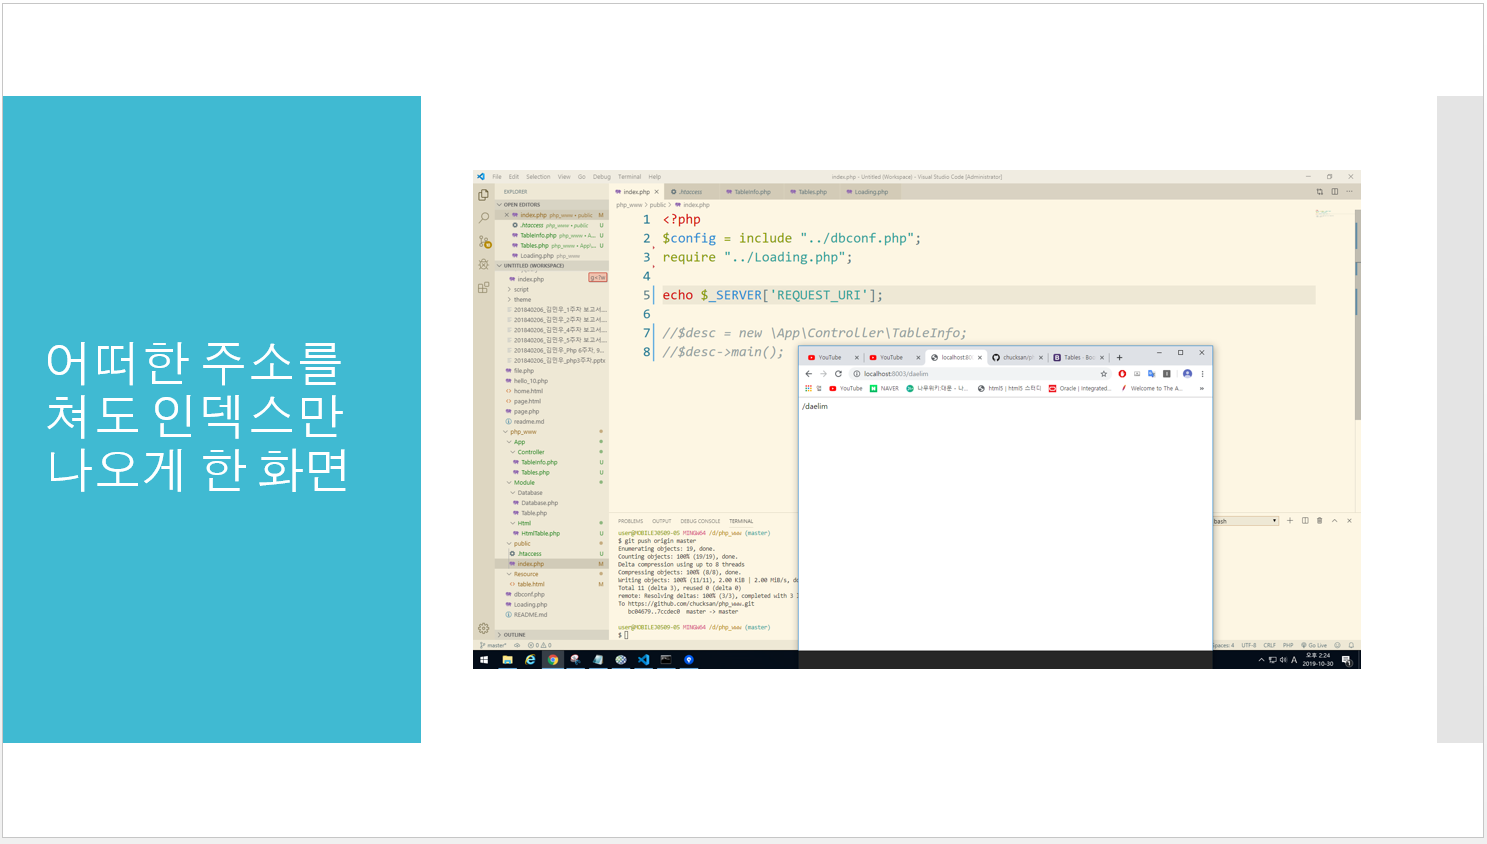 어떠한 주소를
쳐도 인덱스만
나오게 한 화면
File Edit Selection View Go Debug Terminal Help
index.php - Untitled (Workspace) - Visual Studio Code [Administrator]
EXPLORER
OPEN EDITORS
index.php php_www • public M
.htaccess php_www • public U
TableInfo.php php_www • A... U
Tables.php php_www • App\... U
Loading.php php_www
UNTITLED (WORKSPACE)
index.php
script
theme
201840206_김민우_1주차 보고서,...
201840206_김민우_2주차 보고서,...
201840206_김민우_4주차 보고서,...
201840206_김민우_5주차 보고서,...
201840206_김민우_Php 6주차_9...
201840206_김민우_php3주차.pptx
file.php
hello_10.php
home.html
page.html
page.php
readme.md
php_www
App
Controller
TableInfo.php U
Tables.php U
Module
Database
Database.php
Table.php
Html
HtmlTable.php U
public
.htaccess U
index.php M
Resource
table.html M
dbconf.php
Loading.php
README.md
OUTLINE
index.php .htaccess TableInfo.php Tables.php Loading.php
php_www > public > index.php
1 <?php
2 $config = include "../dbconf.php";
3 require "../Loading.php";
4
5 echo $_SERVER['REQUEST_URI'];
6
7 //$desc = new \App\Controller\TableInfo;
8 //$desc->main();
YouTube YouTube localhost:8 chucksan/p Tables - Boo
localhost:8003/daelim
앱 YouTube NAVER 나무위키:대문 - 나... html5 | html5 스터디 Oracle | Integrated... Welcome to The A...
/daelim
PROBLEMS OUTPUT DEBUG CONSOLE TERMINAL
bash
user@MOBILEJ0509-05 MINGW64 /d/php_www (master)
$ git push origin master
Enumerating objects: 19, done.
Counting objects: 100% (19/19), done.
Delta compression using up to 8 threads
Compressing objects: 100% (8/8), done.
Writing objects: 100% (11/11), 2.00 KiB | 2.00 MiB/s, do
Total 11 (delta 3), reused 0 (delta 0)
remote: Resolving deltas: 100% (3/3), completed with 3
To https://github.com/chucksan/php_www.git
bc04679..7ccdec0 master -> master
user@MOBILEJ0509-05 MINGW64 /d/php_www (master)
$
master* 0 0
Spaces: 4 UTF-8 CRLF PHP Go Live
A 오후 2:24
2019-10-30